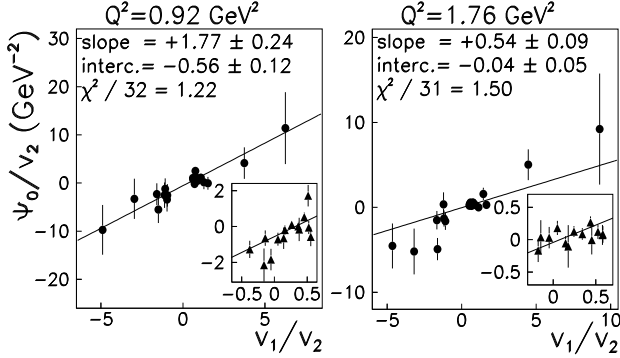 Q²=0.92 GeV²
slope = +1.77 ± 0.24
interc.= −0.56 ± 0.12
χ² / 32 = 1.22
ψ₀/v₂ (GeV⁻²)
30
20
10
0
−10
−20
2
0
−2
−0.5 0 0.5
−5 0 5
v₁/v₂
Q²=1.76 GeV²
slope = +0.54 ± 0.09
interc.= −0.04 ± 0.05
χ² / 31 = 1.50
20
10
0
−10
0.5
0
−0.5
0 0.5
−5 0 5 10
v₁/v₂